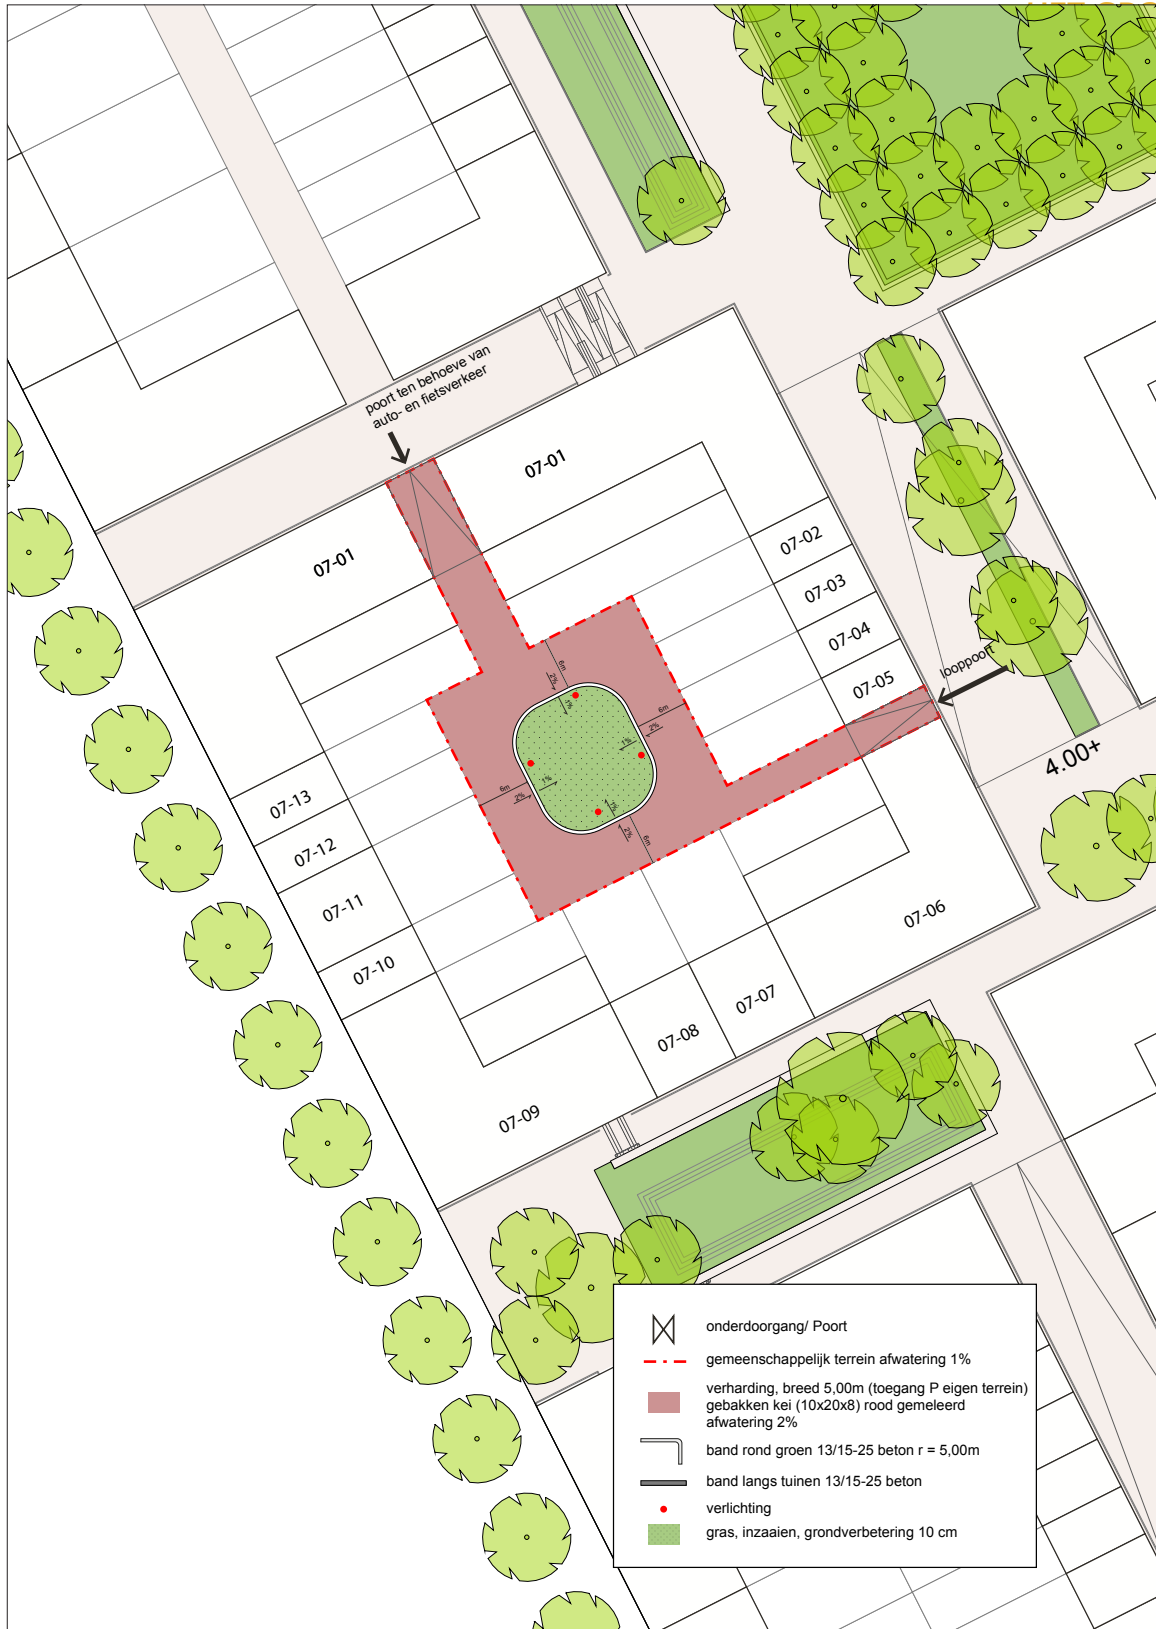 poort ten behoeve van
auto- en fietsverkeer
07-01
07-01
07-02
07-03
07-04
07-05
looppoort
4.00+
6m
2%
1%
6m
2%
1%
6m
2%
1%
6m
2%
1%
07-13
07-12
07-11
07-10
07-06
07-07
07-08
07-09
onderdoorgang/ Poort
gemeenschappelijk terrein afwatering 1%
verharding, breed 5,00m (toegang P eigen terrein)
gebakken kei (10x20x8) rood gemeleerd
afwatering 2%
band rond groen 13/15-25 beton r = 5,00m
band langs tuinen 13/15-25 beton
verlichting
gras, inzaaien, grondverbetering 10 cm